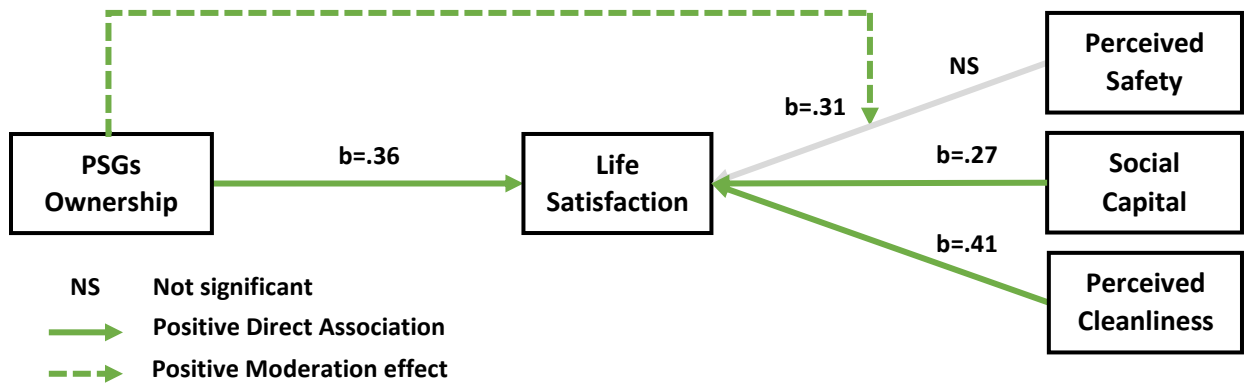 PSGs
Ownership
b=.36
Life
Satisfaction
b=.31
NS
Perceived
Safety
b=.27
Social
Capital
b=.41
Perceived
Cleanliness
NS Not significant
Positive Direct Association
Positive Moderation effect